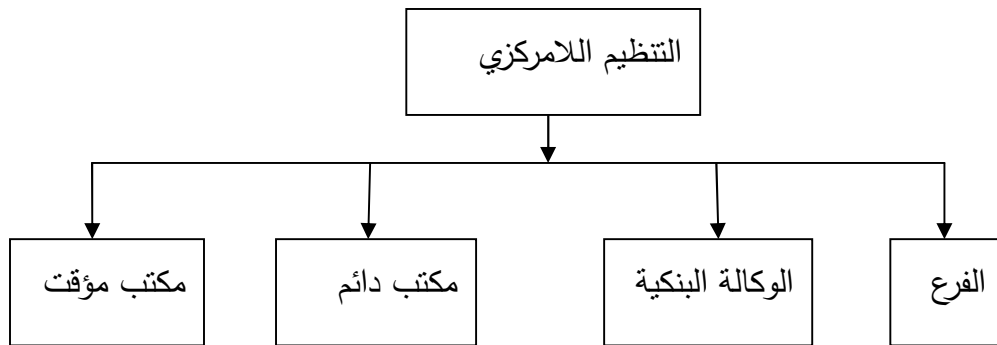 التنظيم اللامركزي
الفرع
الوكالة البنكية
مكتب دائم
مكتب مؤقت